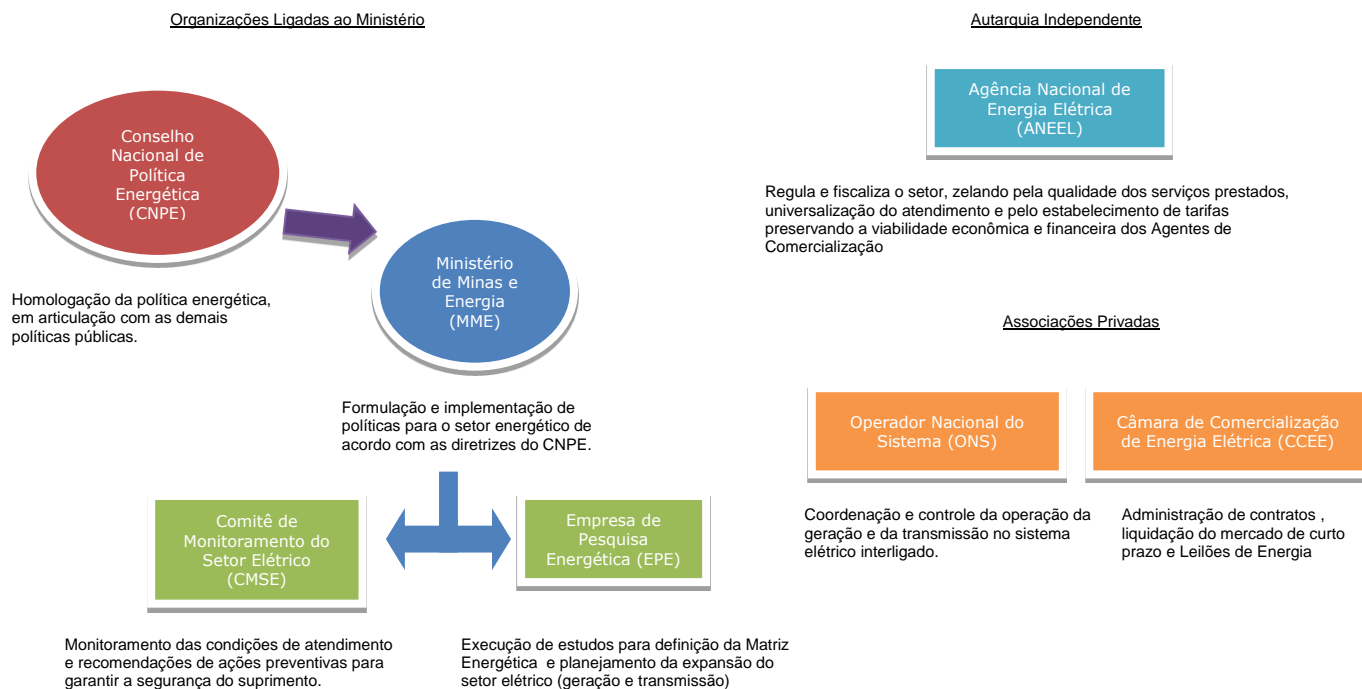 Organizações Ligadas ao Ministério
Conselho
Nacional de
Política
Energética
(CNPE)
Homologação da política energética,
em articulação com as demais
políticas públicas.
Ministério
de Minas e
Energia
(MME)
Formulação e implementação de
políticas para o setor energético de
acordo com as diretrizes do CNPE.
Comitê de
Monitoramento do
Setor Elétrico
(CMSE)
Monitoramento das condições de atendimento
e recomendações de ações preventivas para
garantir a segurança do suprimento.
Empresa de
Pesquisa
Energética (EPE)
Execução de estudos para definição da Matriz
Energética e planejamento da expansão do
setor elétrico (geração e transmissão)
Autarquia Independente
Agência Nacional de
Energia Elétrica
(ANEEL)
Regula e fiscaliza o setor, zelando pela qualidade dos serviços prestados,
universalização do atendimento e pelo estabelecimento de tarifas
preservando a viabilidade econômica e financeira dos Agentes de
Comercialização
Associações Privadas
Operador Nacional do
Sistema (ONS)
Coordenação e controle da operação da
geração e da transmissão no sistema
elétrico interligado.
Câmara de Comercialização
de Energia Elétrica (CCEE)
Administração de contratos ,
liquidação do mercado de curto
prazo e Leilões de Energia